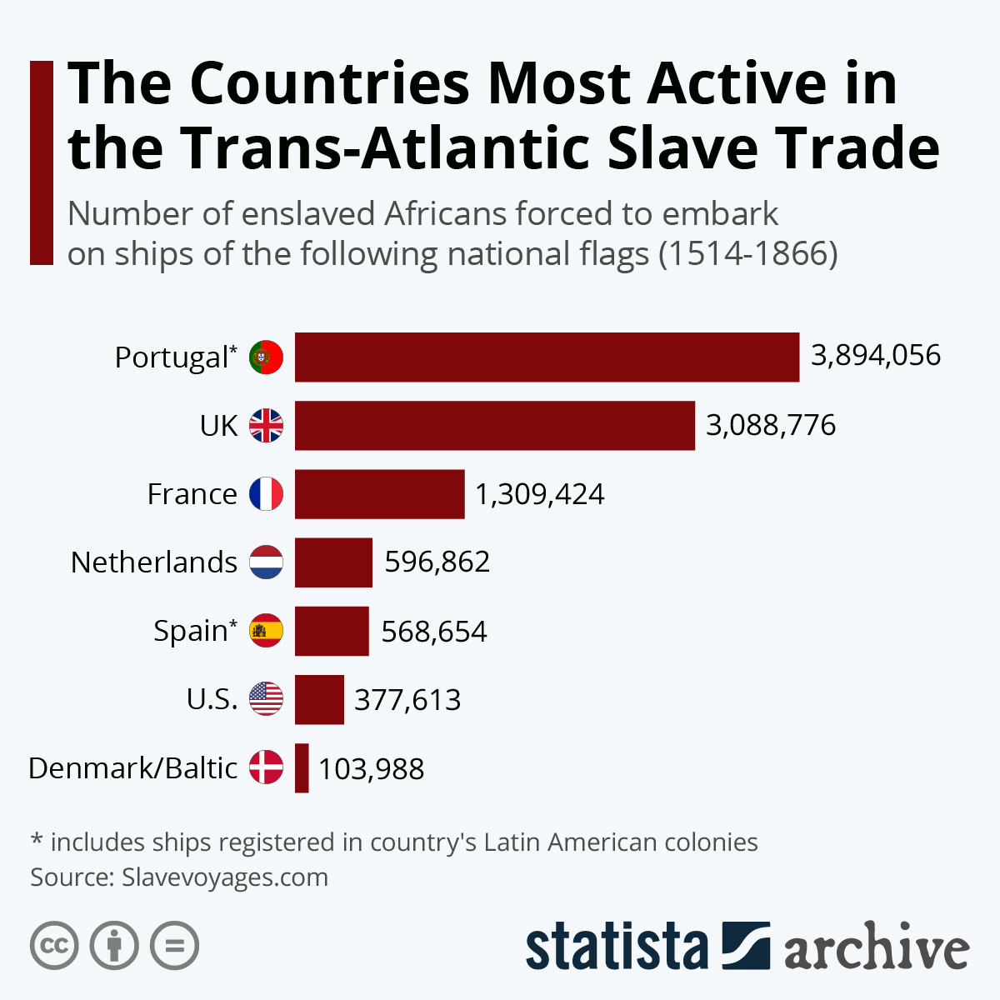 The Countries Most Active in
the Trans-Atlantic Slave Trade
Number of enslaved Africans forced to embark
on ships of the following national flags (1514-1866)
Portugal* 3,894,056
UK 3,088,776
France 1,309,424
Netherlands 596,862
Spain* 568,654
U.S. 377,613
Denmark/Baltic 103,988
* includes ships registered in country's Latin American colonies
Source: Slavevoyages.com
cc
statista archive